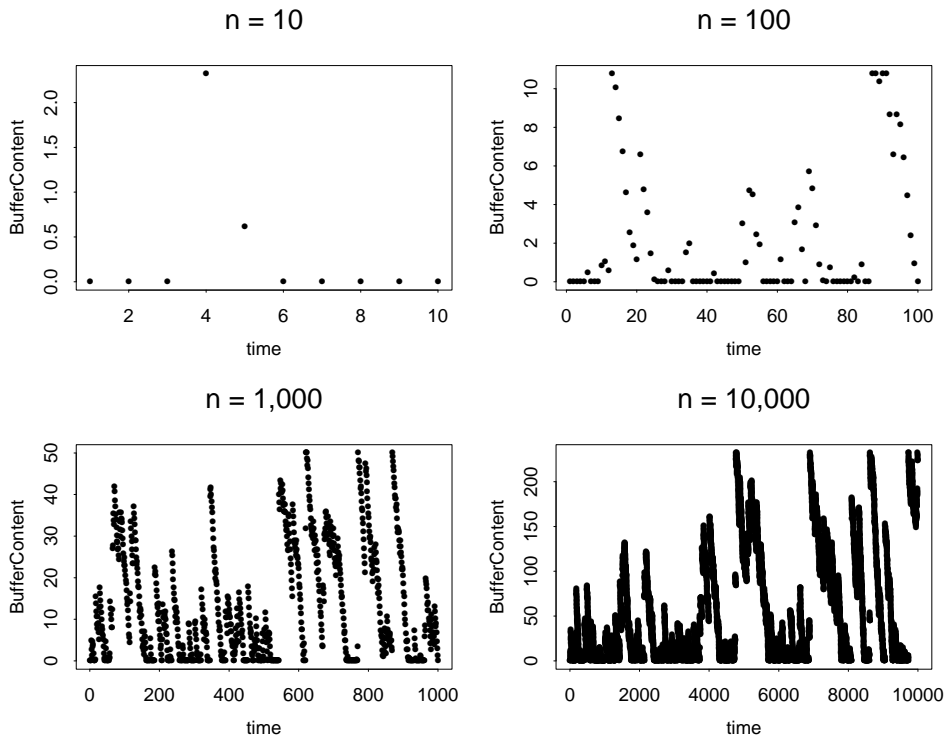 n = 10
BufferContent
0.0 0.5 1.0 1.5 2.0
2 4 6 8 10
time
n = 100
BufferContent
0 2 4 6 8 10
0 20 40 60 80 100
time
n = 1,000
BufferContent
0 10 20 30 40 50
0 200 400 600 800 1000
time
n = 10,000
BufferContent
0 50 100 150 200
0 2000 4000 6000 8000 10000
time